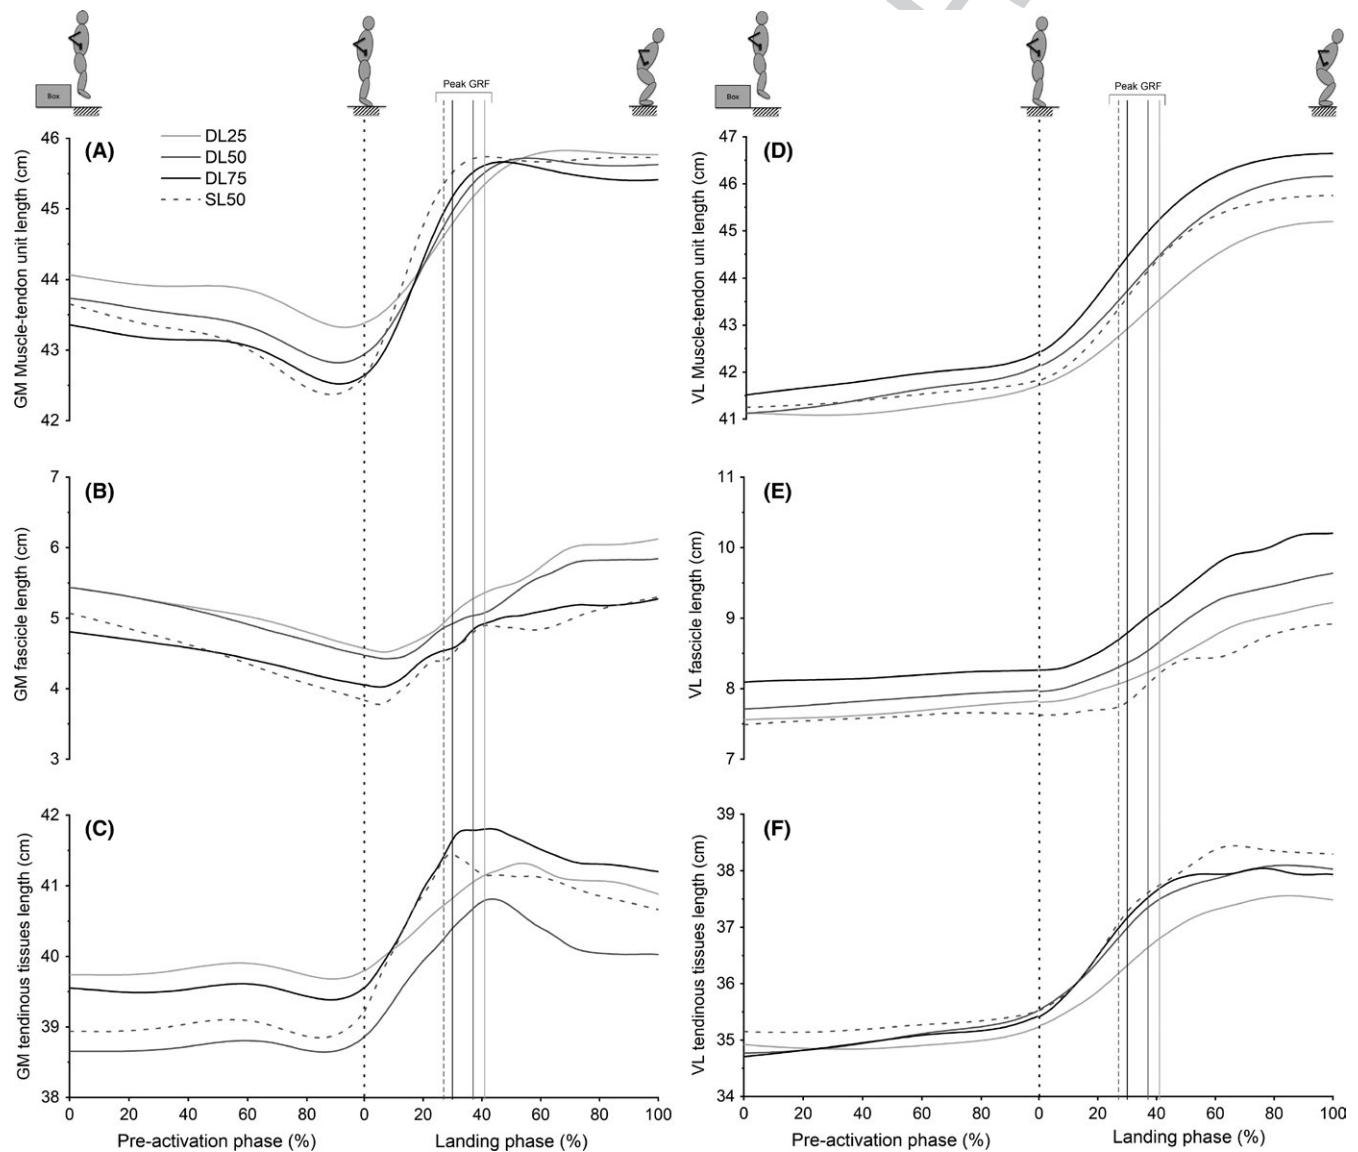 Box
Peak GRF
Box
Peak GRF
(A)
DL25
DL50
DL75
SL50
GM Muscle-tendon unit length (cm)
46
45
44
43
42
(D)
VL Muscle-tendon unit length (cm)
47
46
45
44
43
42
41
(B)
GM fascicle length (cm)
7
6
5
4
3
(E)
VL fascicle length (cm)
11
10
9
8
7
(C)
GM tendinous tissues length (cm)
42
41
40
39
38
(F)
VL tendinous tissues length (cm)
39
38
37
36
35
34
0 20 40 60 80 0 20 40 60 80 100
Pre-activation phase (%) Landing phase (%)
0 20 40 60 80 0 20 40 60 80 100
Pre-activation phase (%) Landing phase (%)